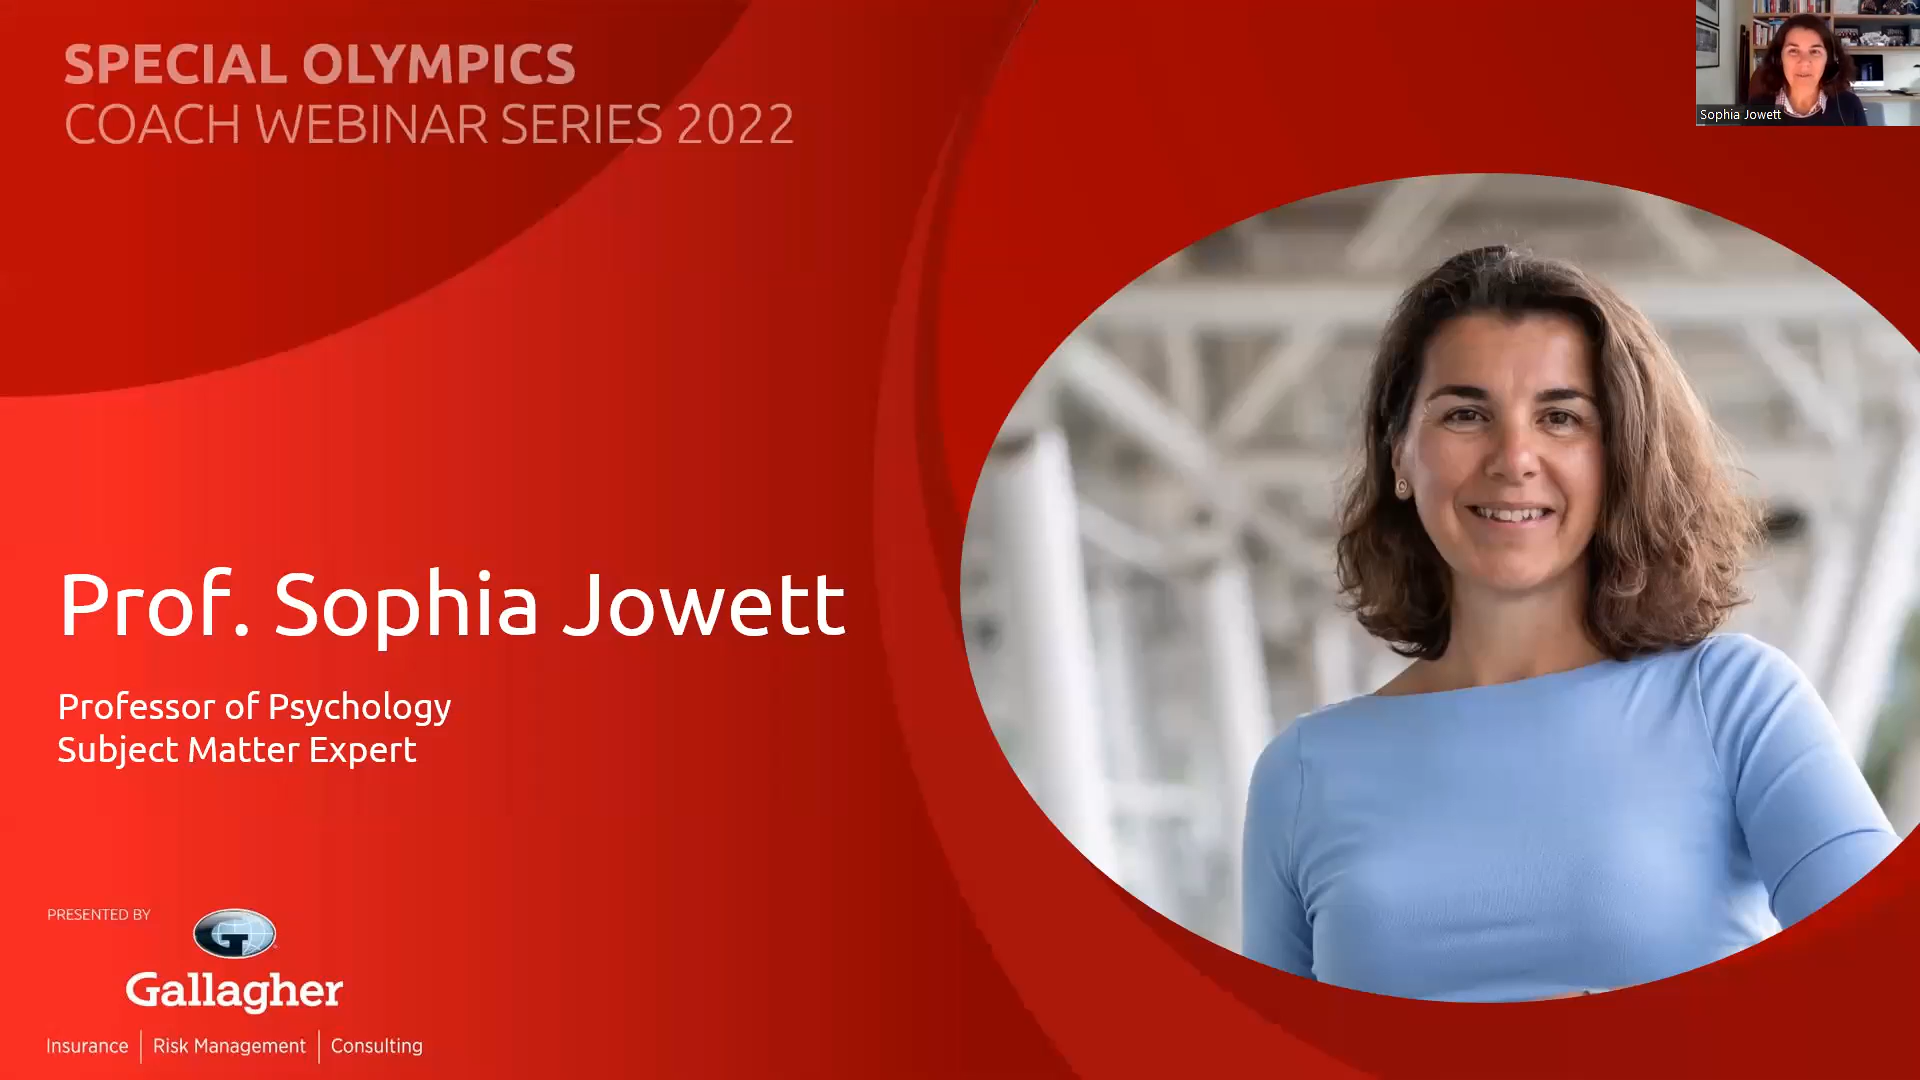 SPECIAL OLYMPICS
COACH WEBINAR SERIES 2022
Sophia Jowett
Prof. Sophia Jowett
Professor of Psychology
Subject Matter Expert
PRESENTED BY
G
Gallagher
Insurance | Risk Management | Consulting